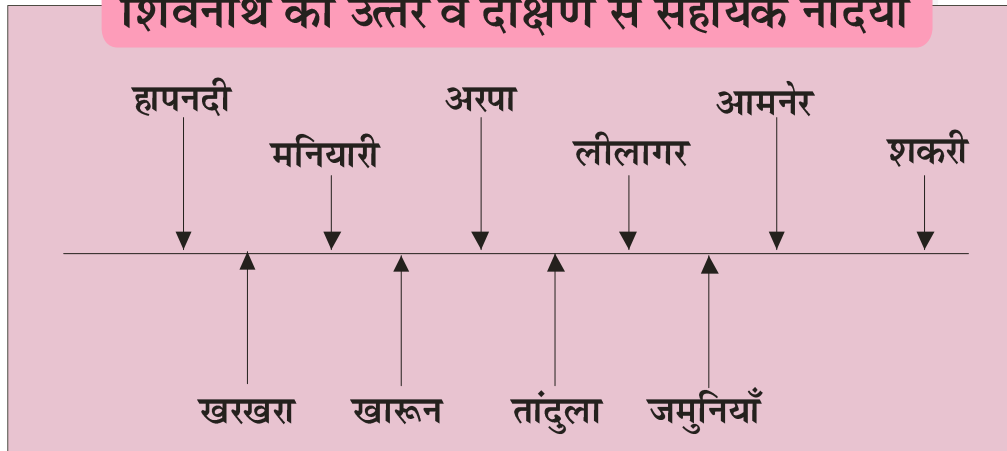 शिवनाथ की उत्तर व दक्षिण से सहायक नदियाँ
हापनदी अरपा आमनेर
मनियारी लीलागर शकरी
खरखरा खारून तांदुला जमुनियाँ